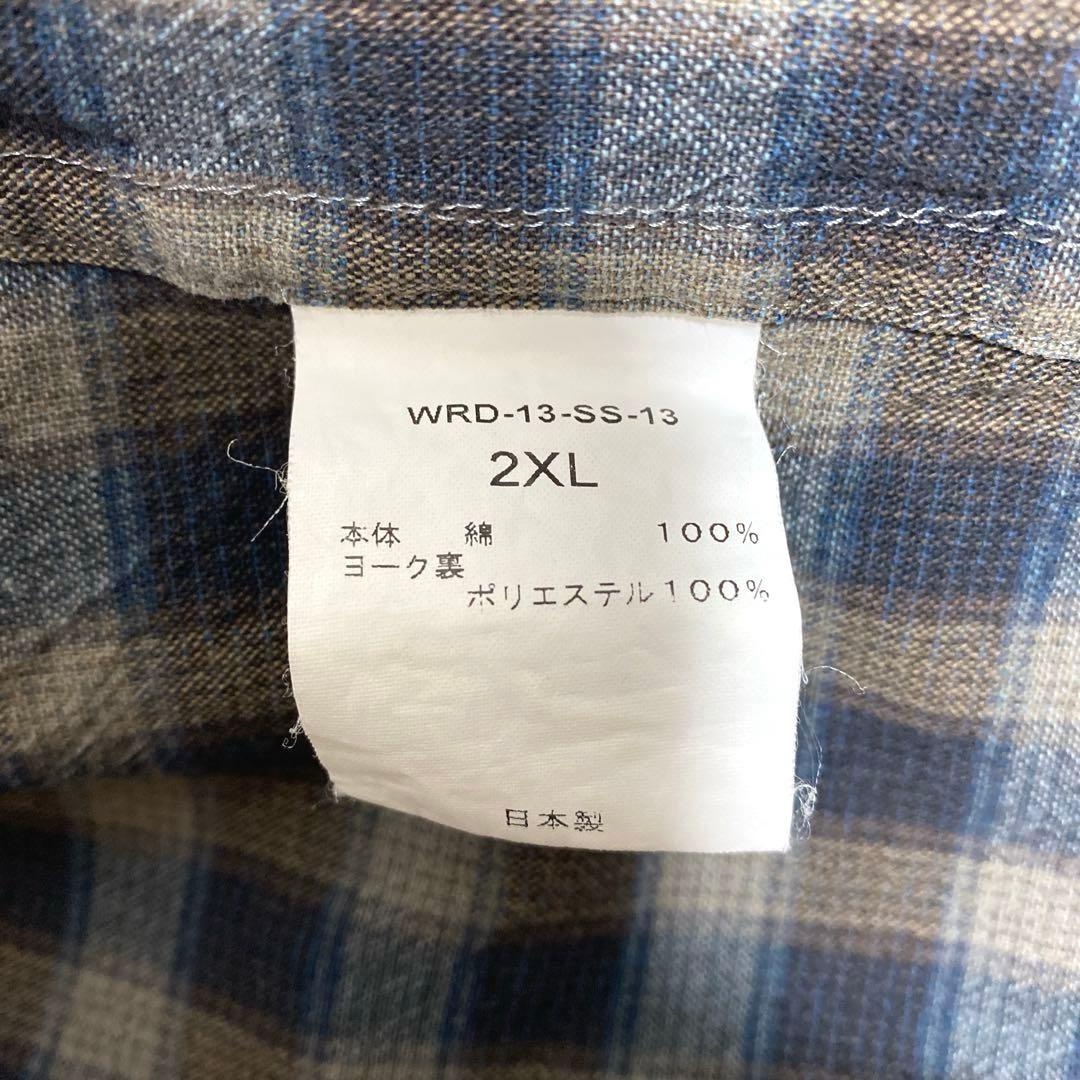 WRD-13-SS-13
2XL
本体 綿 100%
ヨーク裏
ポリエステル100%
日本製